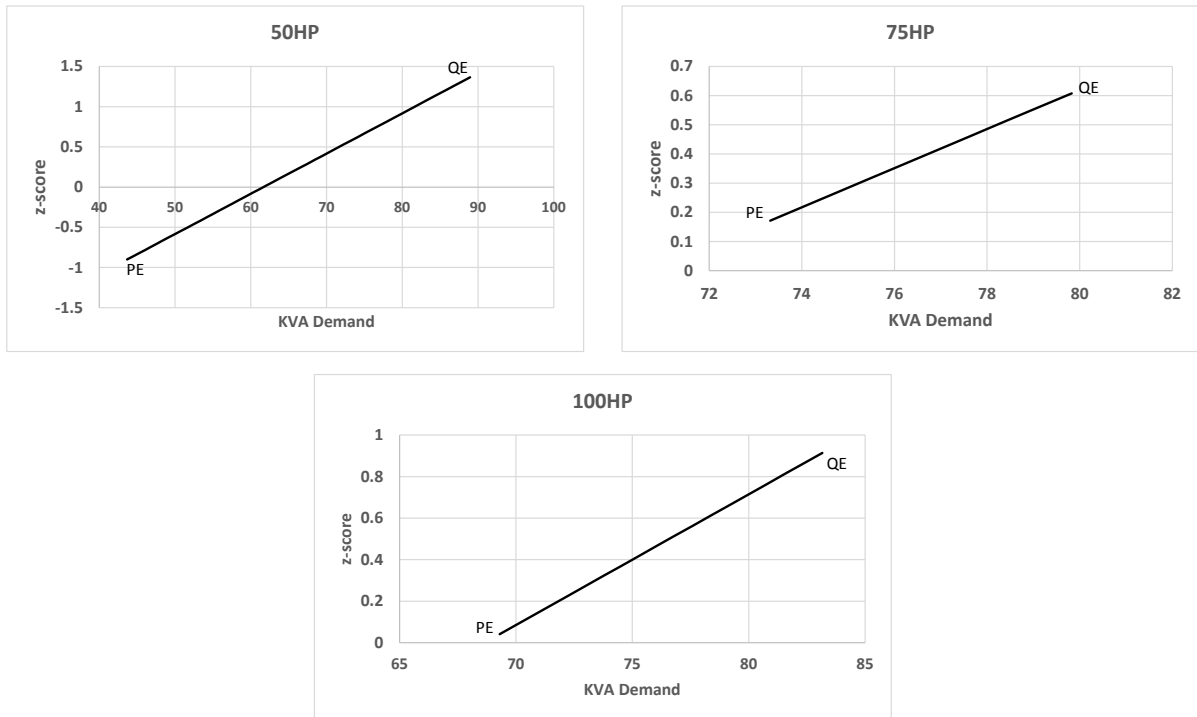 50HP
1.5
QE
1
0.5
0
40 50 60 70 80 90 100
-0.5
-1
PE
-1.5
z-score
KVA Demand
75HP
0.7
QE
0.6
0.5
0.4
0.3
0.2
PE
0.1
0
72 74 76 78 80 82
z-score
KVA Demand
100HP
1
QE
0.8
0.6
0.4
0.2
PE
0
65 70 75 80 85
z-score
KVA Demand